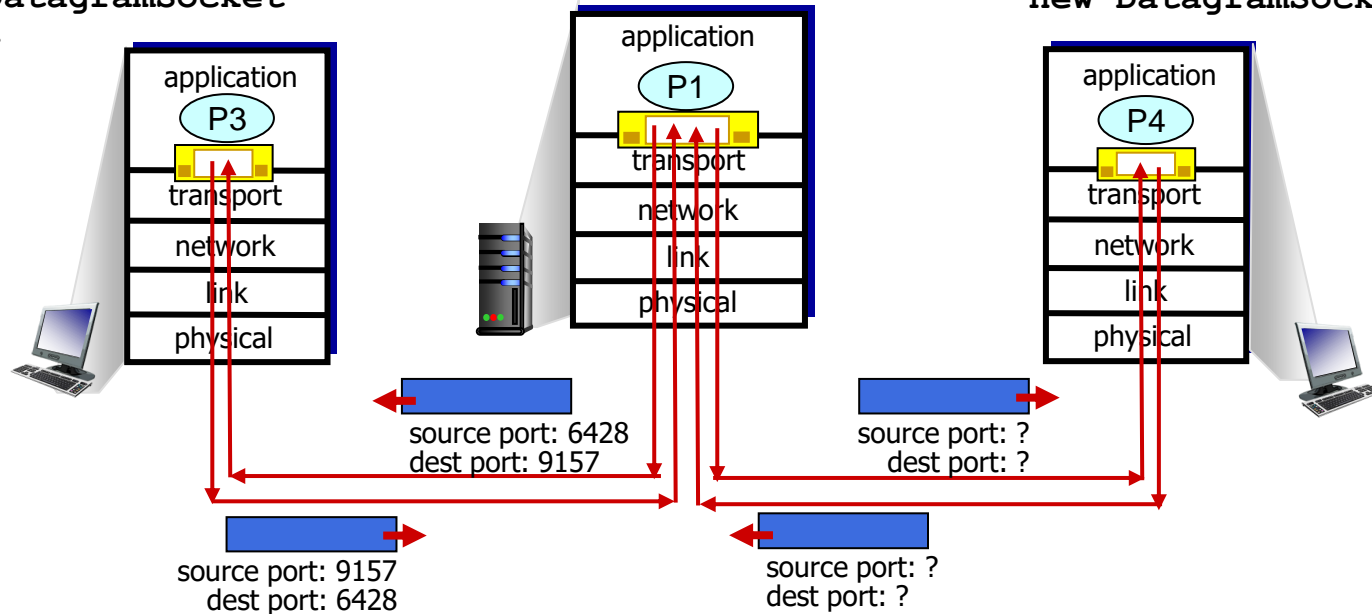 new
application
P3
transport
network
link
physical
application
P1
transport
network
link
physical
application
P4
transport
network
link
physical
source port: 6428
dest port: 9157
source port: ?
dest port: ?
source port: 9157
dest port: 6428
source port: ?
dest port: ?